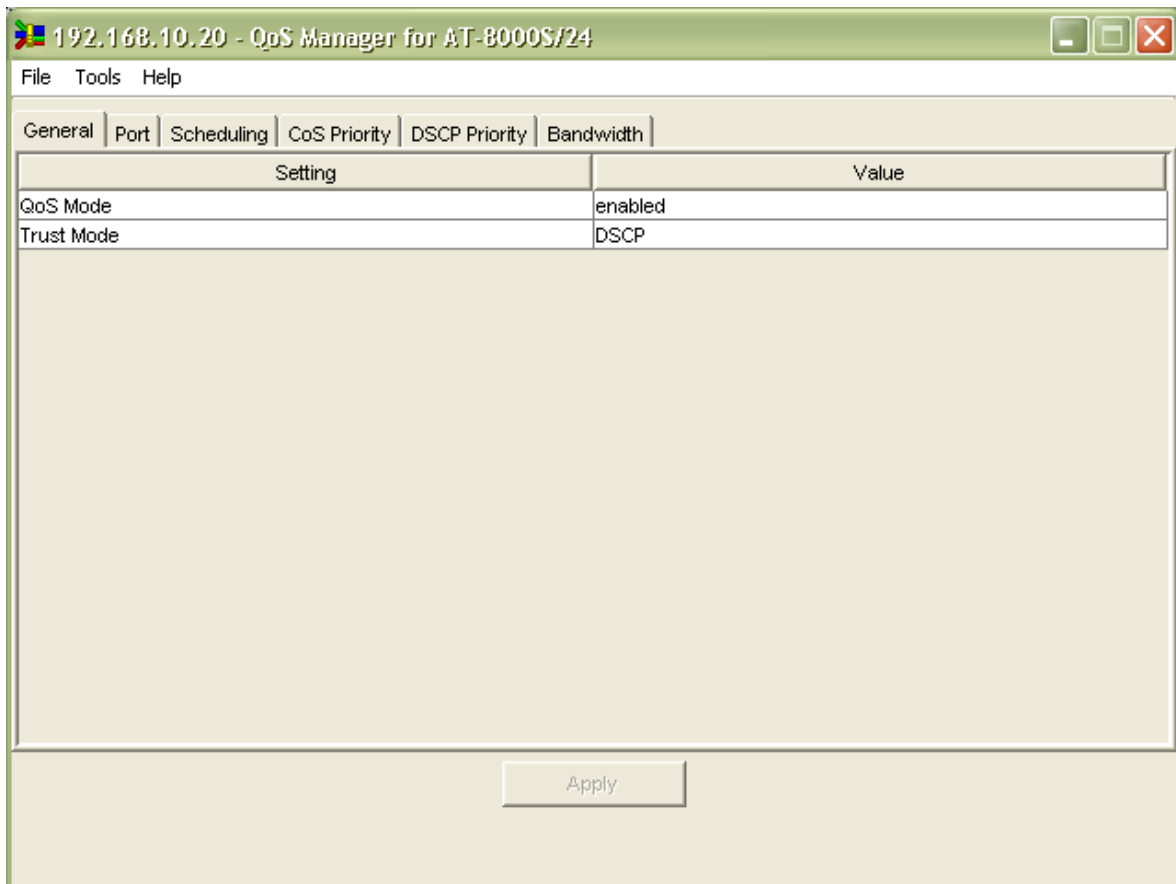 192.168.10.20 - QoS Manager for AT-8000S/24
File Tools Help
General Port Scheduling CoS Priority DSCP Priority Bandwidth
Setting Value
QoS Mode enabled
Trust Mode DSCP
Apply